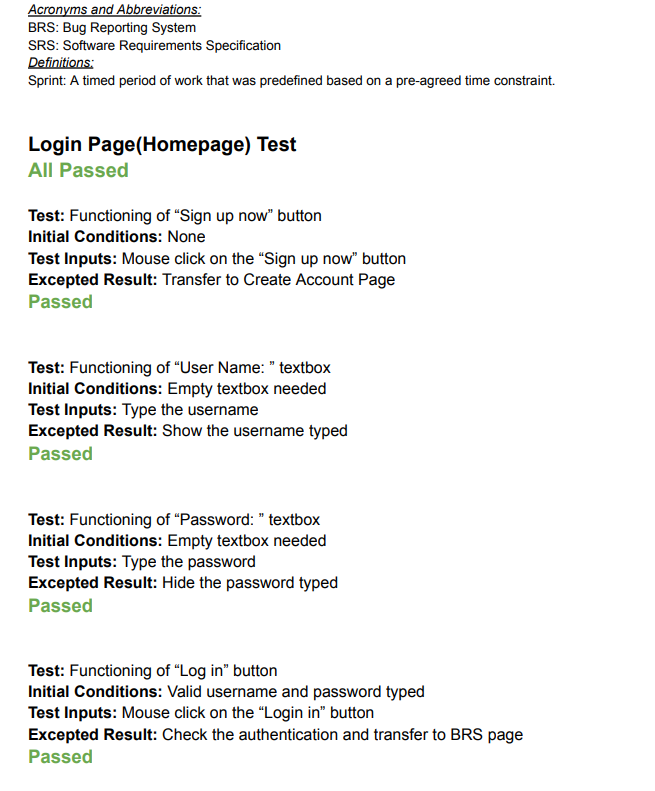 Acronyms and Abbreviations:
BRS: Bug Reporting System
SRS: Software Requirements Specification
Definitions:
Sprint: A timed period of work that was predefined based on a pre-agreed time constraint.
Login Page(Homepage) Test
All Passed
Test: Functioning of “Sign up now” button
Initial Conditions: None
Test Inputs: Mouse click on the “Sign up now” button
Excepted Result: Transfer to Create Account Page
Passed
Test: Functioning of “User Name: ” textbox
Initial Conditions: Empty textbox needed
Test Inputs: Type the username
Excepted Result: Show the username typed
Passed
Test: Functioning of “Password: ” textbox
Initial Conditions: Empty textbox needed
Test Inputs: Type the password
Excepted Result: Hide the password typed
Passed
Test: Functioning of “Log in” button
Initial Conditions: Valid username and password typed
Test Inputs: Mouse click on the “Login in” button
Excepted Result: Check the authentication and transfer to BRS page
Passed